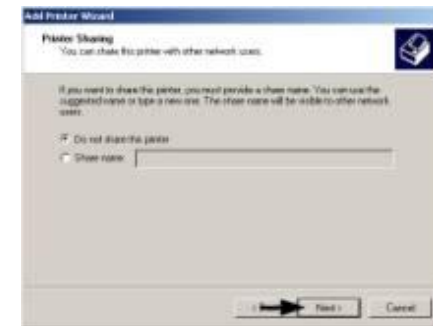 Add Printer Wizard
Printer Sharing
You can share this printer with other network users.
If you want to share this printer, you must provide a share name. You can use the
suggested name or type a new one. The share name will be visible to other network
users.
Do not share this printer
Share name:
Next >
Cancel